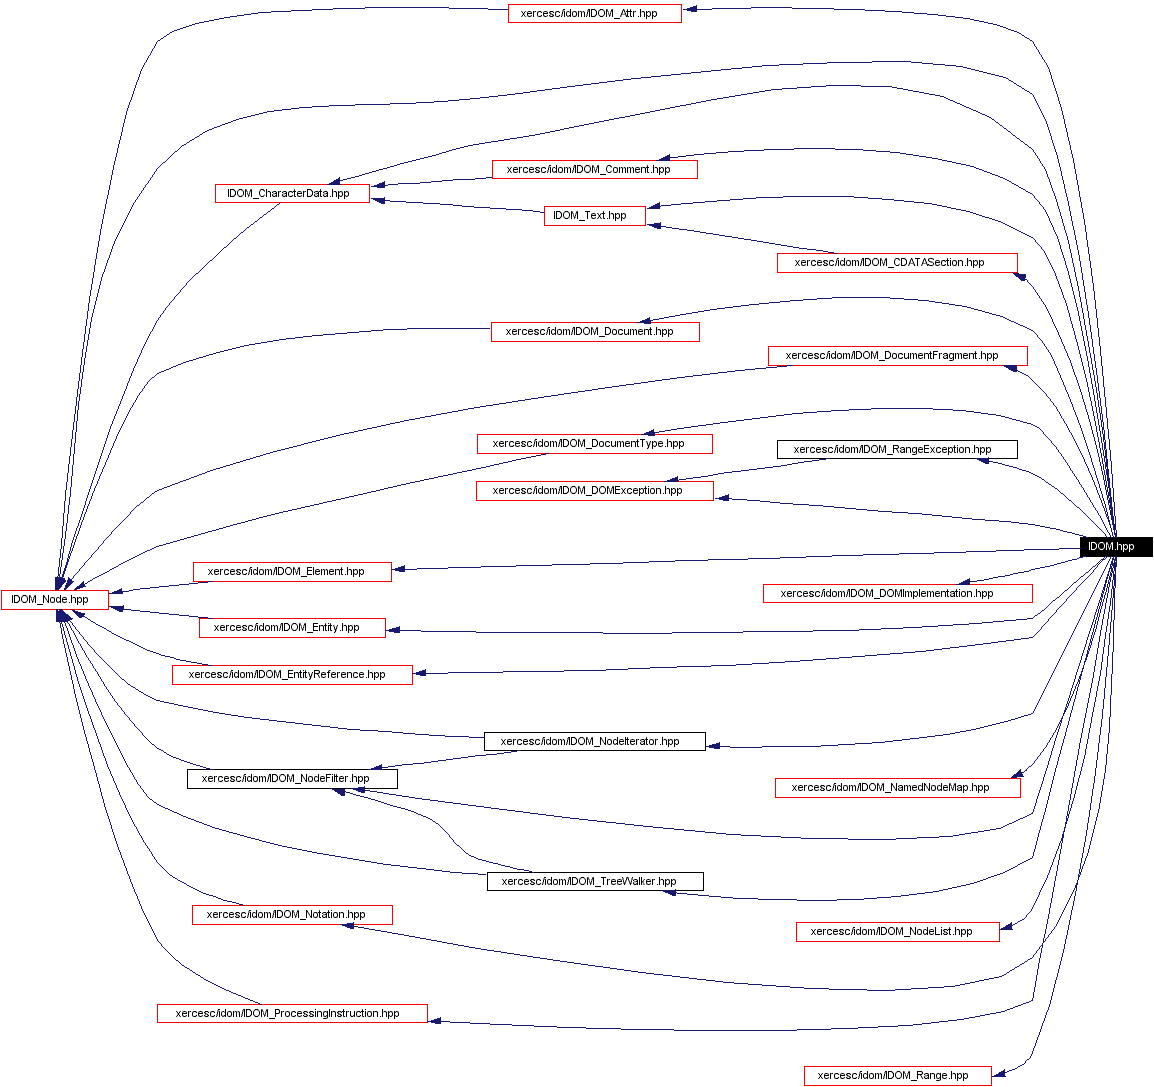 xercesc/idom/IDOM_Attr.hpp
xercesc/idom/IDOM_Comment.hpp
IDOM_CharacterData.hpp
IDOM_Text.hpp
xercesc/idom/IDOM_CDATASection.hpp
xercesc/idom/IDOM_Document.hpp
xercesc/idom/IDOM_DocumentFragment.hpp
xercesc/idom/IDOM_DocumentType.hpp
xercesc/idom/IDOM_RangeException.hpp
xercesc/idom/IDOM_DOMException.hpp
IDOM.hpp
xercesc/idom/IDOM_Element.hpp
xercesc/idom/IDOM_DOMImplementation.hpp
IDOM_Node.hpp
xercesc/idom/IDOM_Entity.hpp
xercesc/idom/IDOM_EntityReference.hpp
xercesc/idom/IDOM_NodeIterator.hpp
xercesc/idom/IDOM_NodeFilter.hpp
xercesc/idom/IDOM_NamedNodeMap.hpp
xercesc/idom/IDOM_TreeWalker.hpp
xercesc/idom/IDOM_Notation.hpp
xercesc/idom/IDOM_NodeList.hpp
xercesc/idom/IDOM_ProcessingInstruction.hpp
xercesc/idom/IDOM_Range.hpp